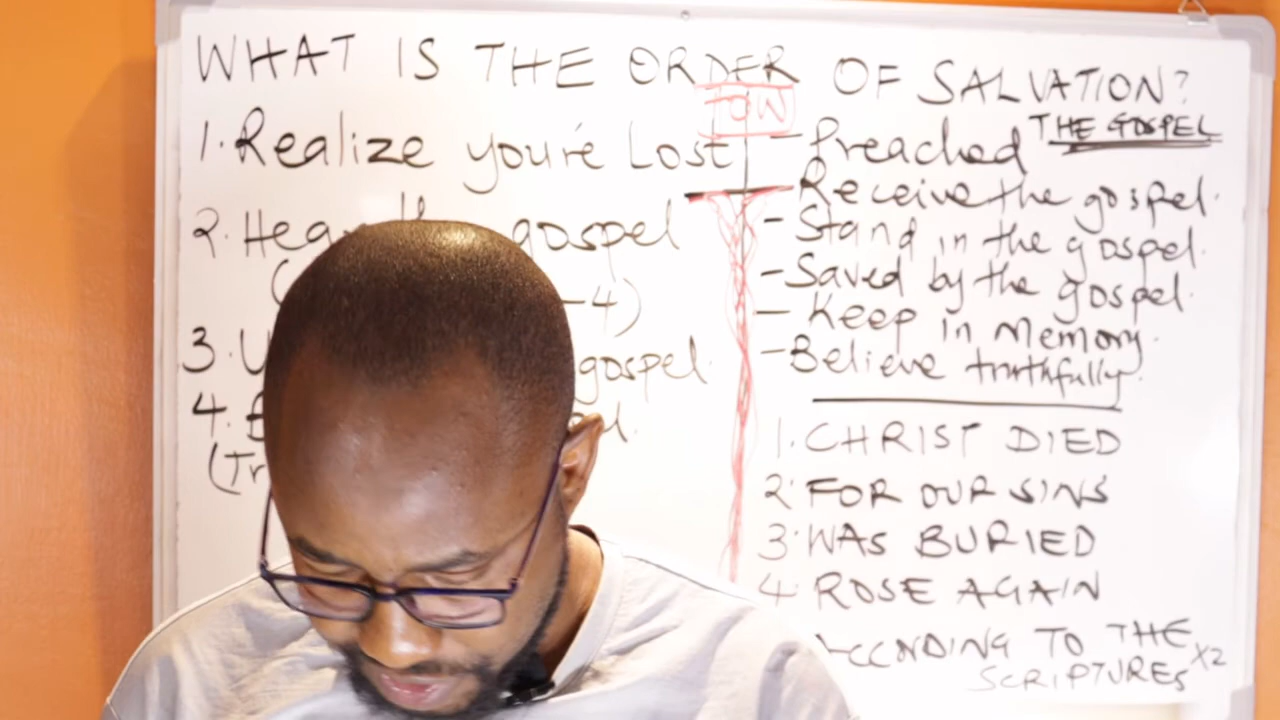 WHAT IS THE ORDER OF SALVATION?
TOW
1. Realize you're Lost
2. gospel
-4)
3. gospel.
4.
- Preached THE GOSPEL
- Receive the gospel.
- Stand in the gospel.
- Saved by the gospel.
- Keep in Memory.
- Believe truthfully.
1. CHRIST DIED
2. FOR OUR SINS
3. WAS BURIED
4. ROSE AGAIN
TO THE
SCRIPTURES X2